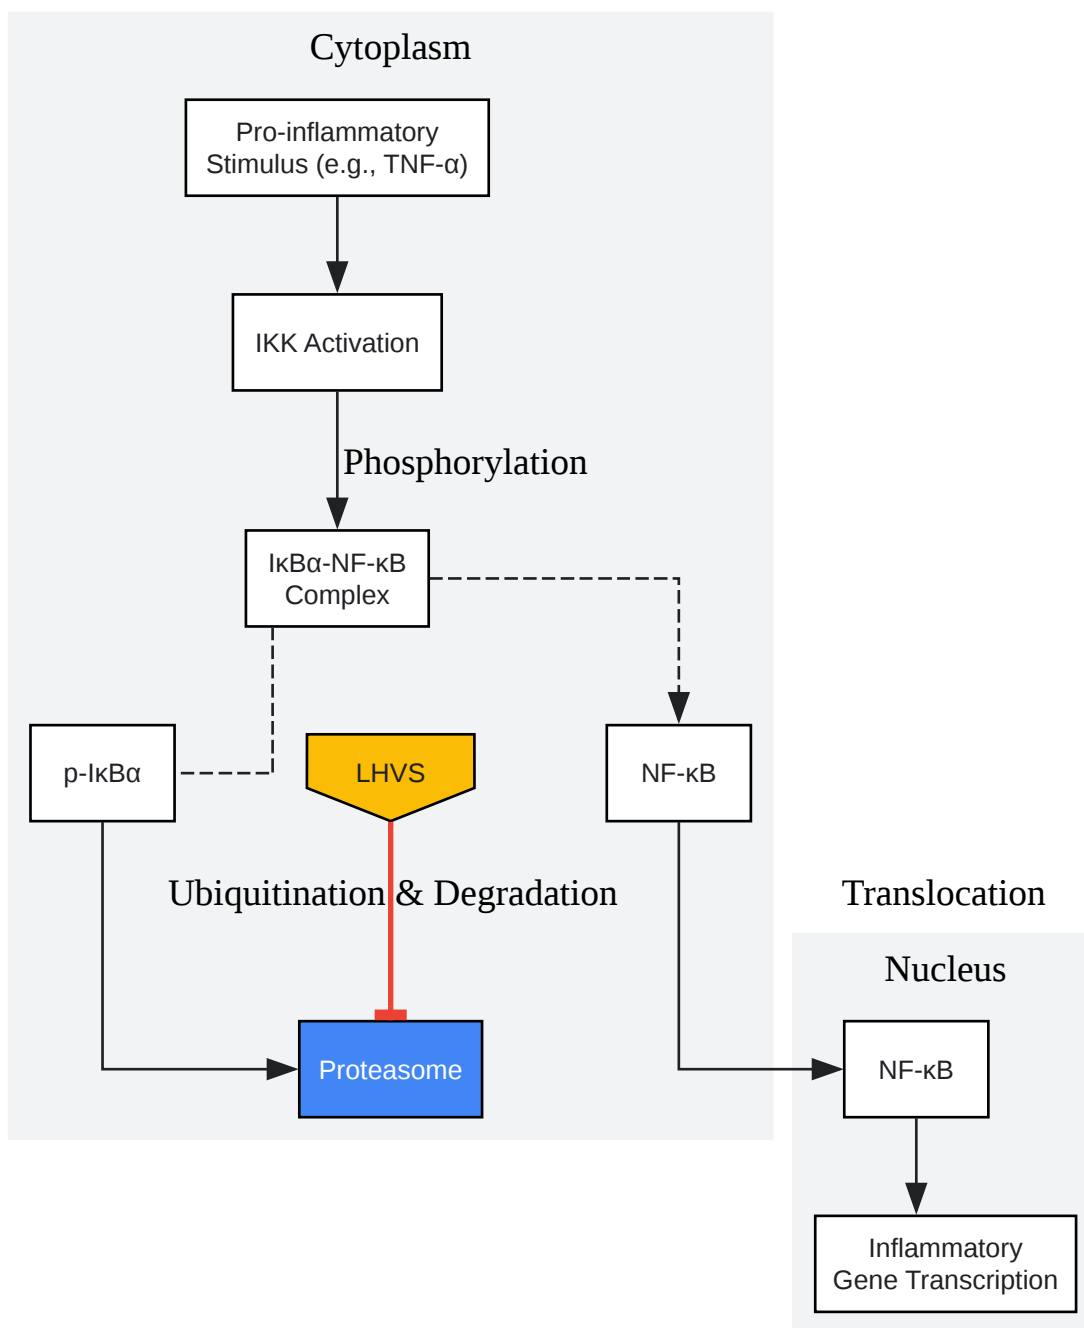 Cytoplasm
Pro-inflammatory
Stimulus (e.g., TNF-α)
IKK Activation
Phosphorylation
IκBα-NF-κB
Complex
p-IκBα
LHVS
NF-κB
Ubiquitination & Degradation
Translocation
Nucleus
Proteasome
NF-κB
Inflammatory
Gene Transcription